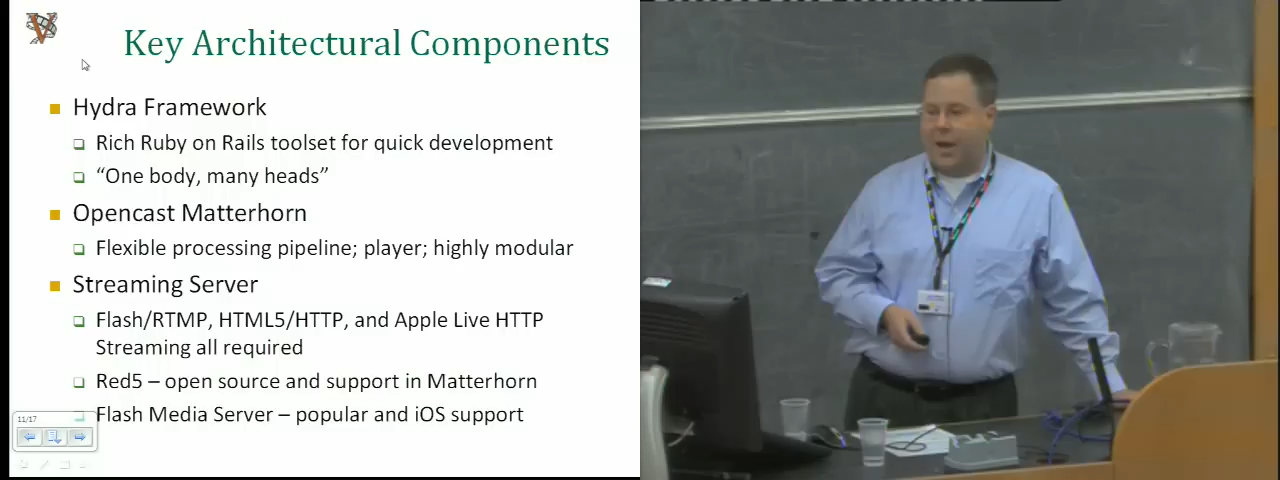 Key Architectural Components
Hydra Framework
Rich Ruby on Rails toolset for quick development
“One body, many heads”
Opencast Matterhorn
Flexible processing pipeline; player; highly modular
Streaming Server
Flash/RTMP, HTML5/HTTP, and Apple Live HTTP
Streaming all required
Red5 – open source and support in Matterhorn
Flash Media Server – popular and iOS support
11/17